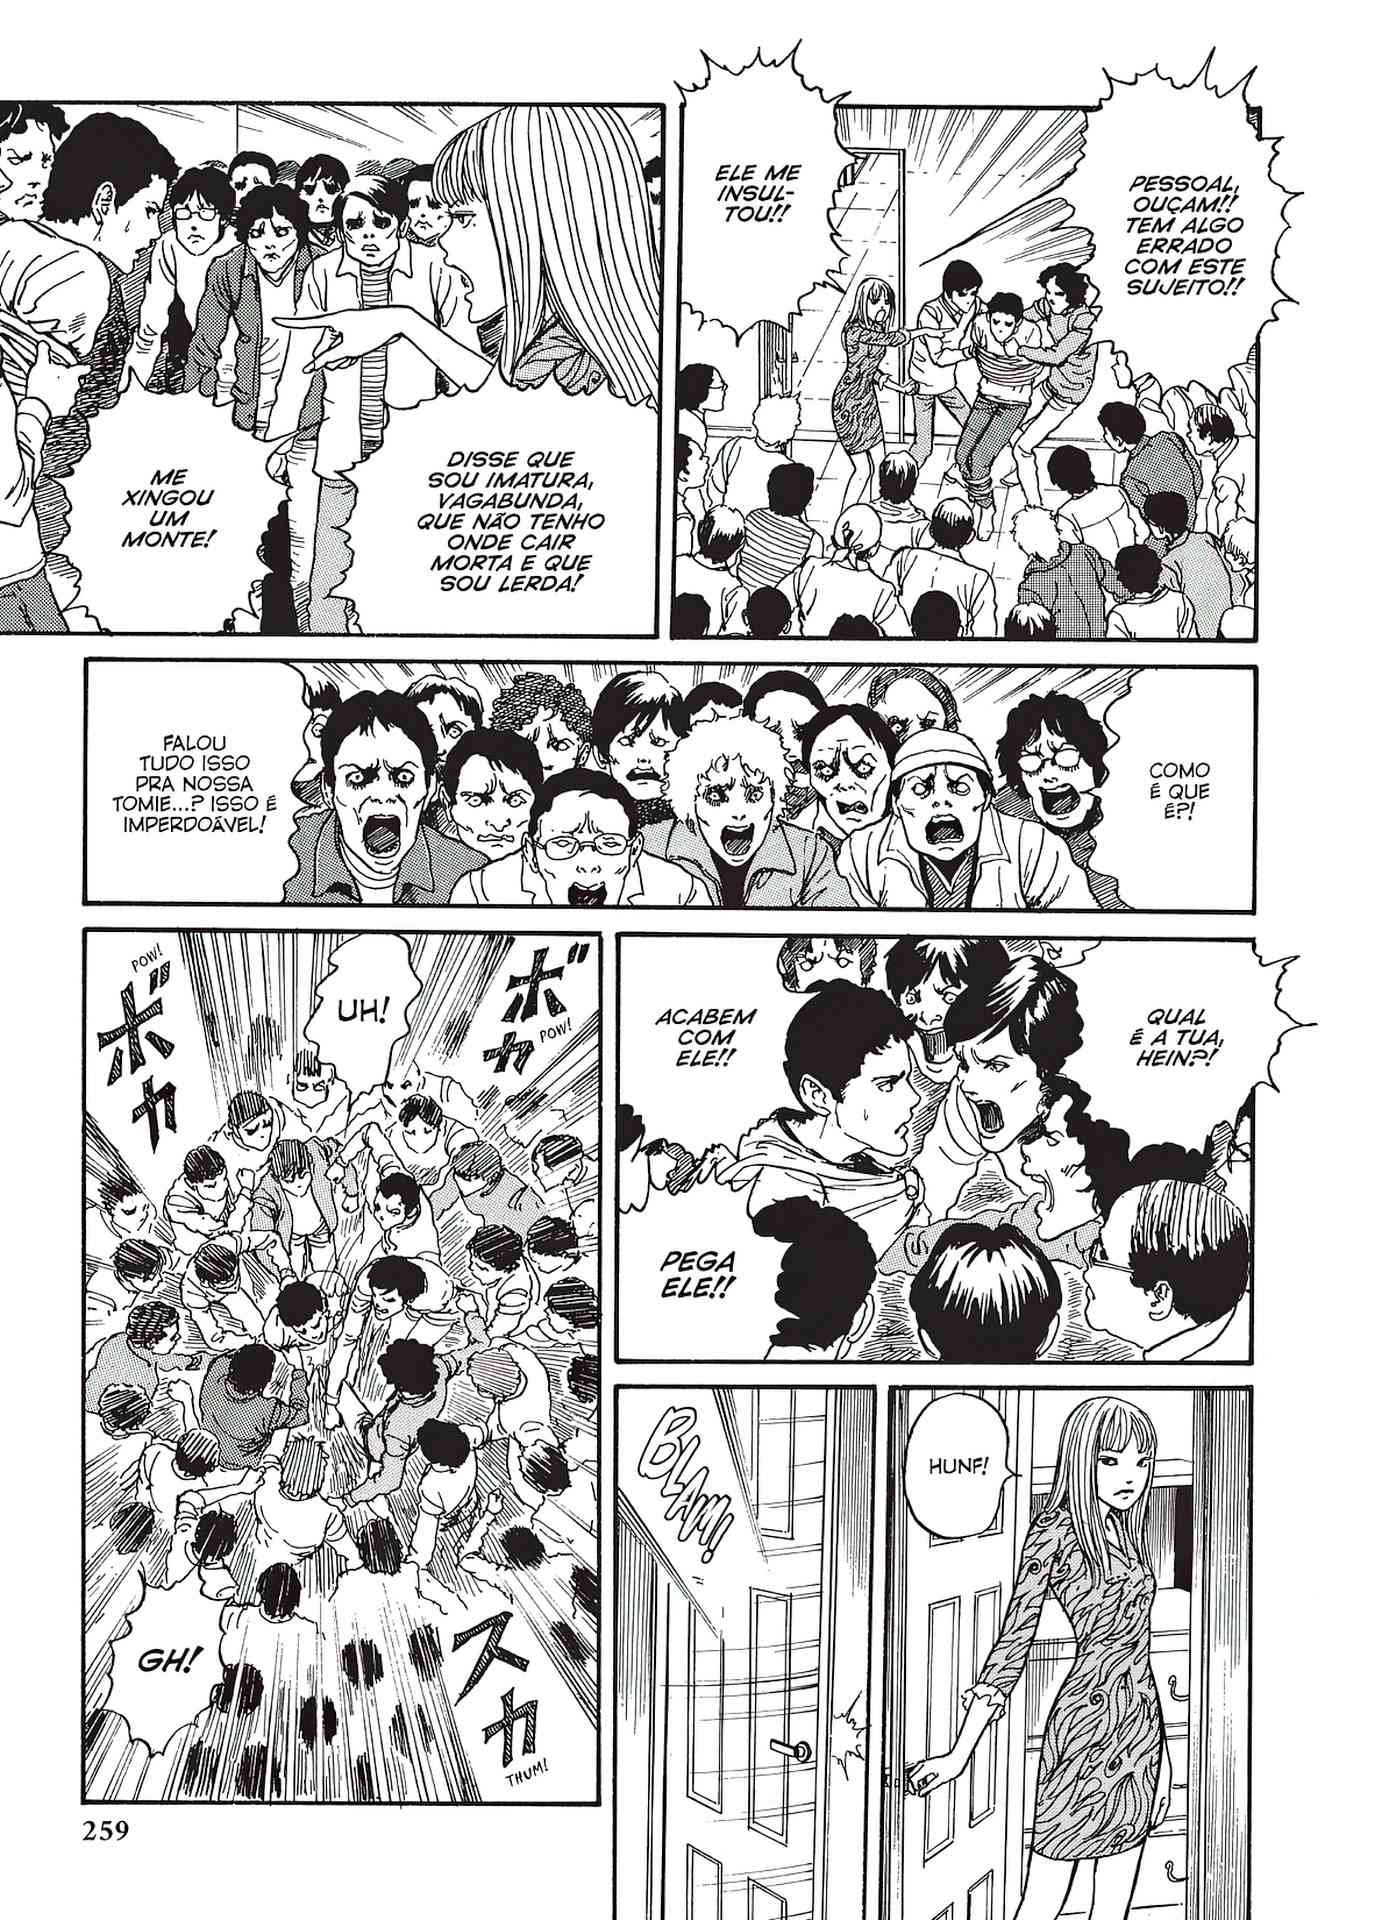 PESSOAL,
OUÇAM!!
TEM ALGO
ERRADO
COM ESTE
SUJEITO!!
ELE ME
INSUL-
TOU!!
DISSE QUE
SOU IMATURA,
VAGABUNDA,
QUE NÃO TENHO
ONDE CAIR
MORTA E QUE
SOU LERDA!
ME
XINGOU
UM
MONTE!
COMO
É QUE
É?!
FALOU
TUDO ISSO
PRA NOSSA
TOMIE...? ISSO É
IMPERDOÁVEL!
QUAL
É A TUA,
HEIN?!
ACABEM
COM
ELE!!
PEGA
ELE!!
ボカ
POW!
UH!
POW!
ボカ
GH!
スカ
THUM!
HUNF!
BLAM!
259